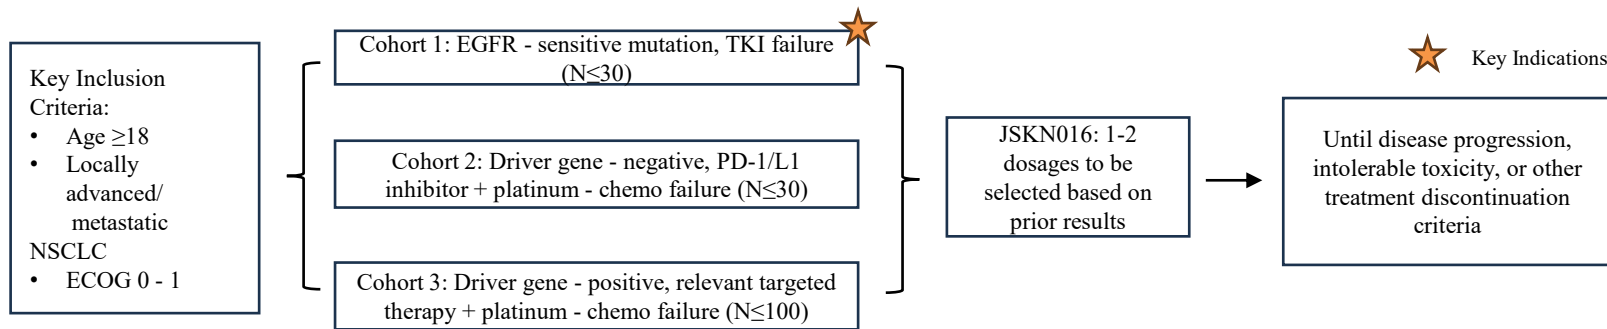 Key Inclusion
Criteria:
• Age ≥18
• Locally
advanced/
metastatic
NSCLC
• ECOG 0 - 1
Cohort 1: EGFR - sensitive mutation, TKI failure
(N≤30)
Cohort 2: Driver gene - negative, PD-1/L1
inhibitor + platinum - chemo failure (N≤30)
Cohort 3: Driver gene - positive, relevant targeted
therapy + platinum - chemo failure (N≤100)
JSKN016: 1-2
dosages to be
selected based on
prior results
Key Indications
Until disease progression,
intolerable toxicity, or other
treatment discontinuation
criteria